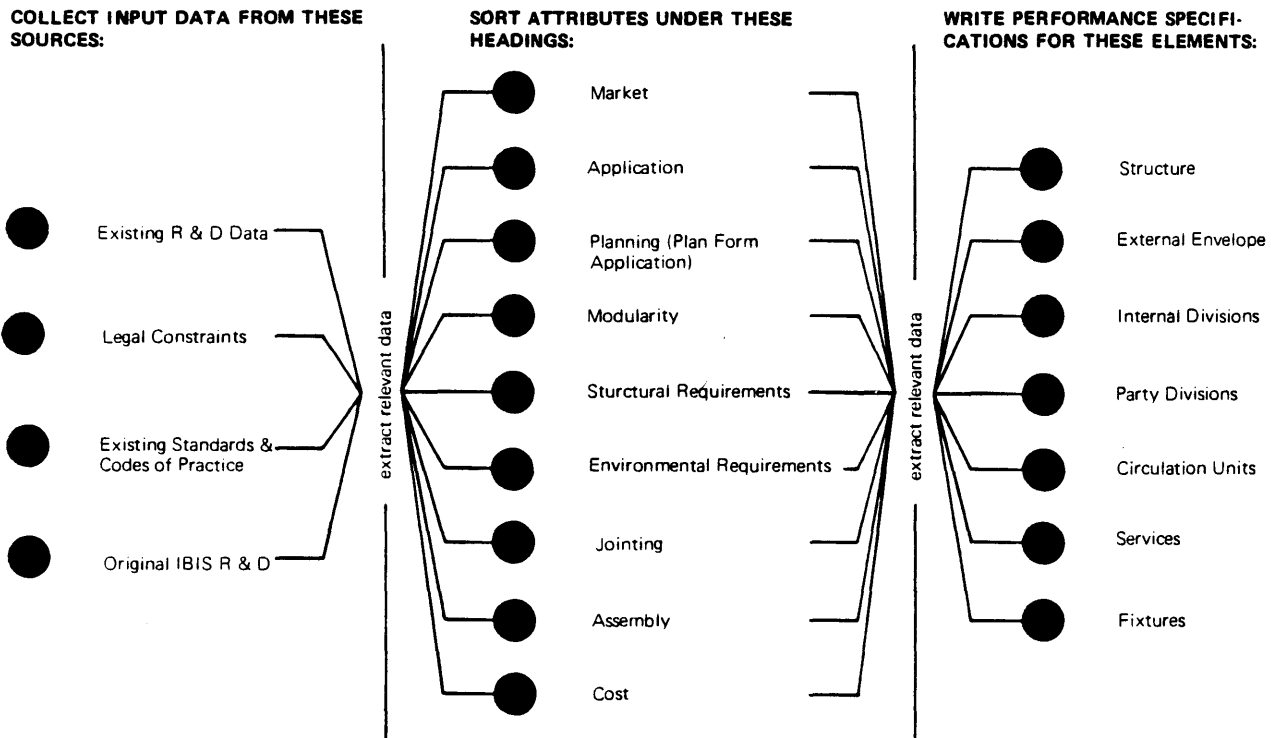 COLLECT INPUT DATA FROM THESE
SOURCES:
Existing R & D Data
Legal Constraints
Existing Standards &
Codes of Practice
Original IBIS R & D
extract relevant data
SORT ATTRIBUTES UNDER THESE
HEADINGS:
Market
Application
Planning (Plan Form
Application)
Modularity
Sturctural Requirements
Environmental Requirements
Jointing
Assembly
Cost
extract relevant data
WRITE PERFORMANCE SPECIFI-
CATIONS FOR THESE ELEMENTS:
Structure
External Envelope
Internal Divisions
Party Divisions
Circulation Units
Services
Fixtures